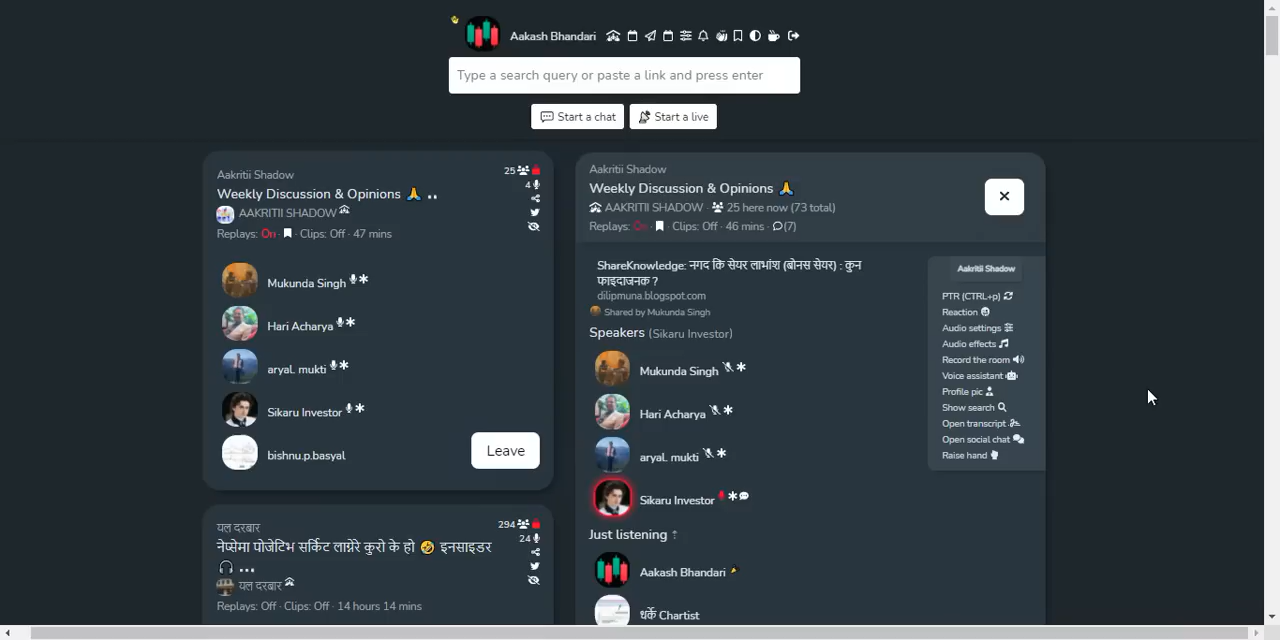 Aakash Bhandari
Type a search query or paste a link and press enter
Start a chat
Start a live
Aakritii Shadow
25
Weekly Discussion & Opinions 🙏 ..
4
AAKRITII SHADOW
Replays: On · Clips: Off · 47 mins
Mukunda Singh
Hari Acharya
aryal. mukti
Sikaru Investor
bishnu.p.basyal
Leave
यल दरबार
294
नेप्सेमा पोजेटिभ सर्किट लाग्नेरे कुरो के हो 🤣 इनसाइडर
24
🎧 ...
यल दरबार
Replays: Off · Clips: Off · 14 hours 14 mins
Aakritii Shadow
Weekly Discussion & Opinions 🙏
AAKRITII SHADOW · 25 here now (73 total)
Replays: On · Clips: Off · 46 mins · (7)
ShareKnowledge: नगद कि सेयर लाभांश (बोनस सेयर) : कुन
फाइदाजनक ?
dilipmuna.blogspot.com
Shared by Mukunda Singh
Speakers (Sikaru Investor)
Mukunda Singh
Hari Acharya
aryal. mukti
Sikaru Investor
Just listening ↑
Aakash Bhandari
धर्के Chartist
Aakritii Shadow
PTR (CTRL+p)
Reaction
Audio settings
Audio effects
Record the room
Voice assistant
Profile pic
Show search
Open transcript
Open social chat
Raise hand